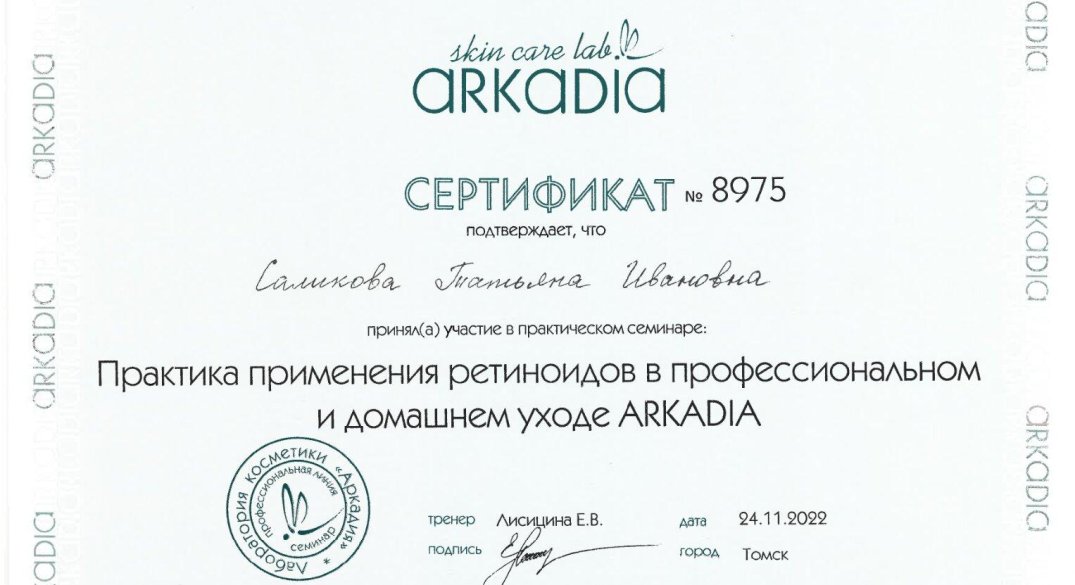 skin care lab.
ARKADIA
СЕРТИФИКАТ № 8975
подтверждает, что
Саликова Татьяна Ивановна
принял(а) участие в практическом семинаре:
Практика применения ретиноидов в профессиональном
и домашнем уходе ARKADIA
Лаборатория косметики «Аркадия» *
профессиональная линия
семинар
тренер Лисицина Е.В.
дата 24.11.2022
подпись
город Томск
ARKADIA
ARKADIA
ADIA
ADIA
ARKADIA
ARKADIA